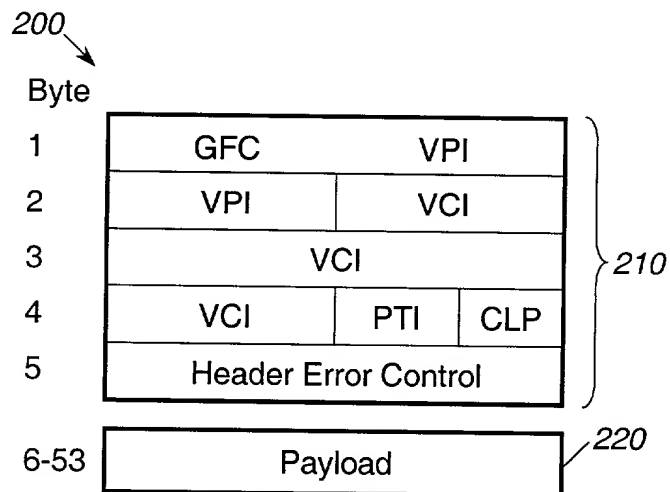 200
Byte
1 GFC VPI
2 VPI VCI
3 VCI
210
4 VCI PTI CLP
5 Header Error Control
6-53 Payload
220